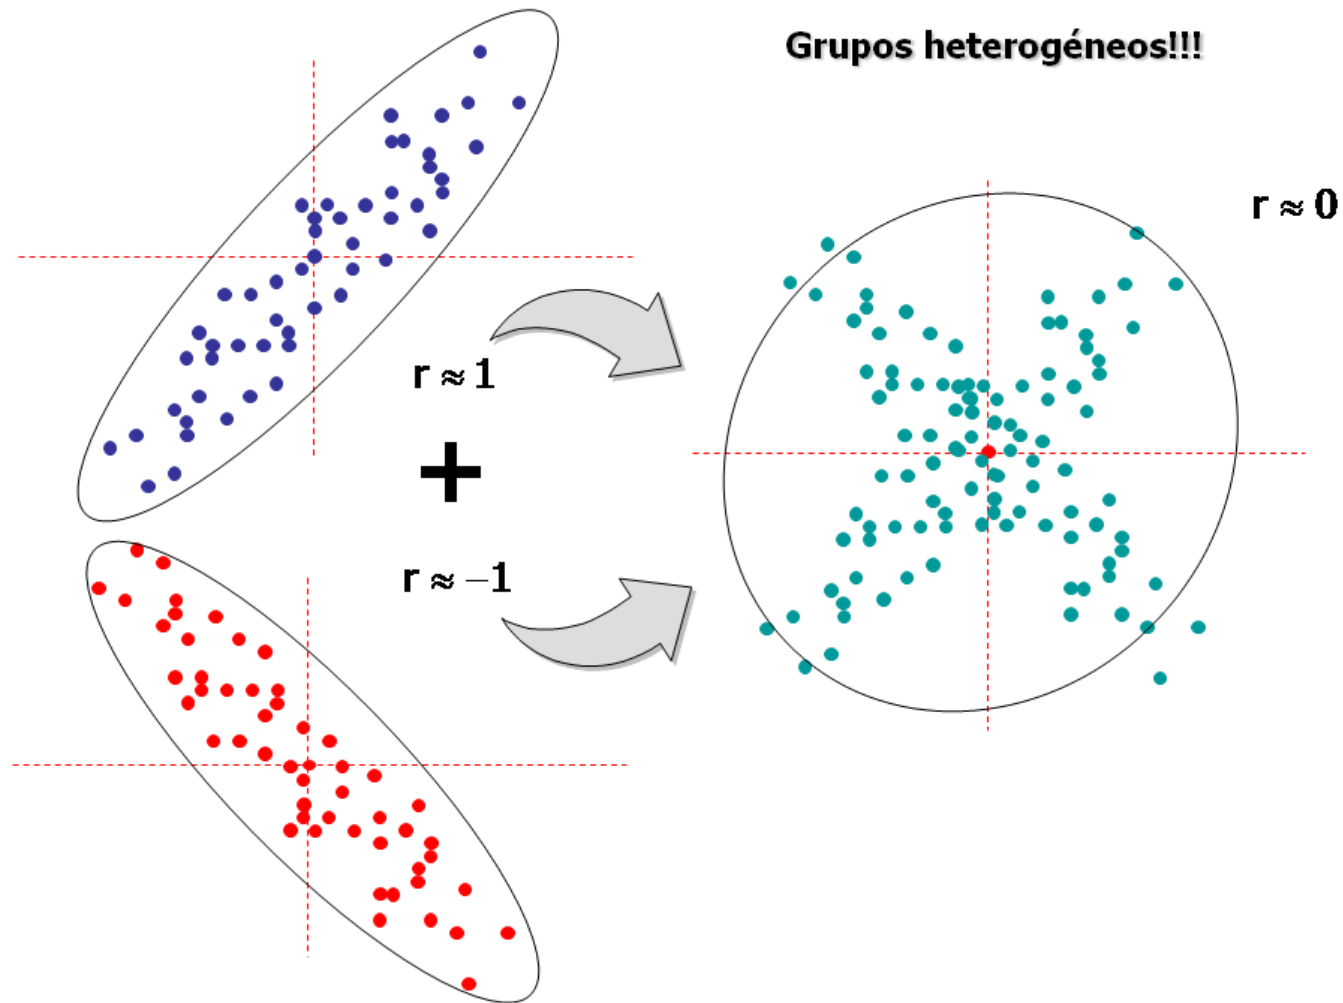 Grupos heterogéneos!!!
r ≈ 0
r ≈ 1
+
r ≈ −1